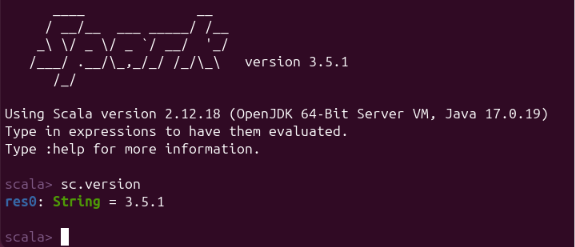 ____              __
     / __/__  ___ _____/ /__
    _\ \/ _ \/ _ `/ __/  '_/
   /___/ .__/\_,_/_/ /_/\_\   version 3.5.1
      /_/
Using Scala version 2.12.18 (OpenJDK 64-Bit Server VM, Java 17.0.19)
Type in expressions to have them evaluated.
Type :help for more information.
scala> sc.version
res0: String = 3.5.1
scala>